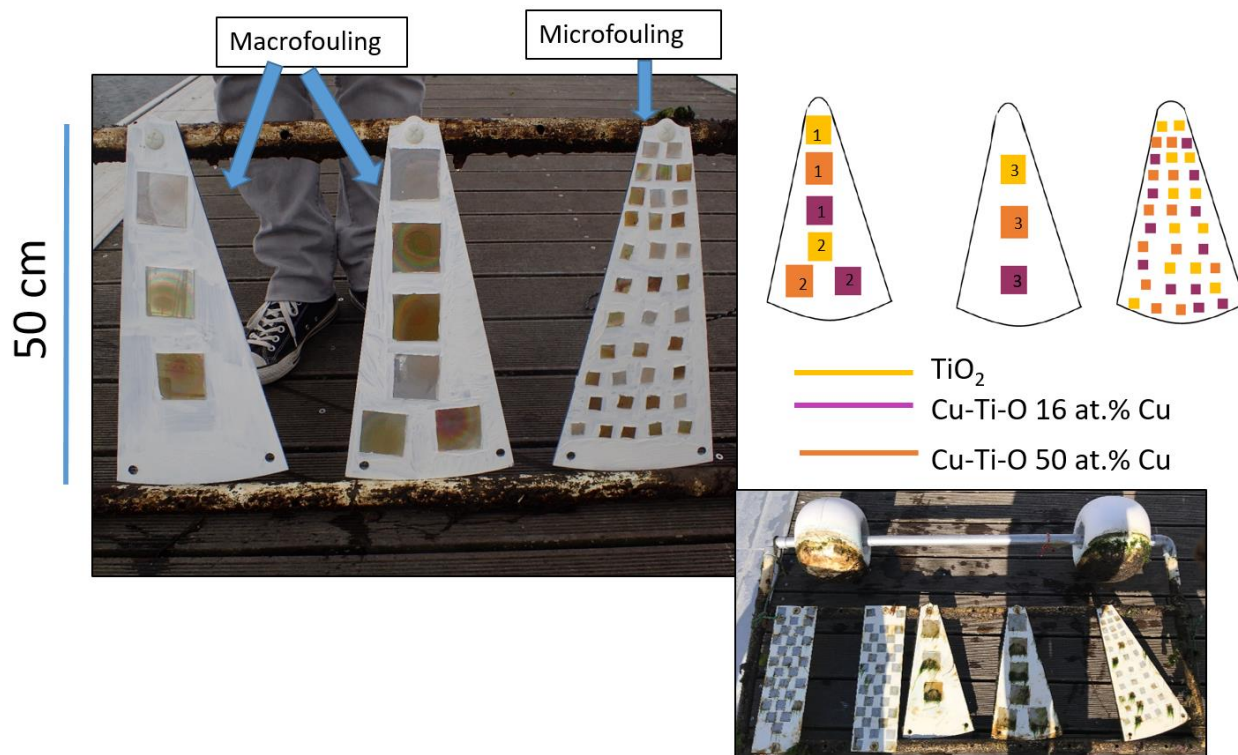 Macrofouling
Microfouling
50 cm
1
1
1
2
2
2
3
3
3
TiO₂
Cu-Ti-O 16 at.% Cu
Cu-Ti-O 50 at.% Cu